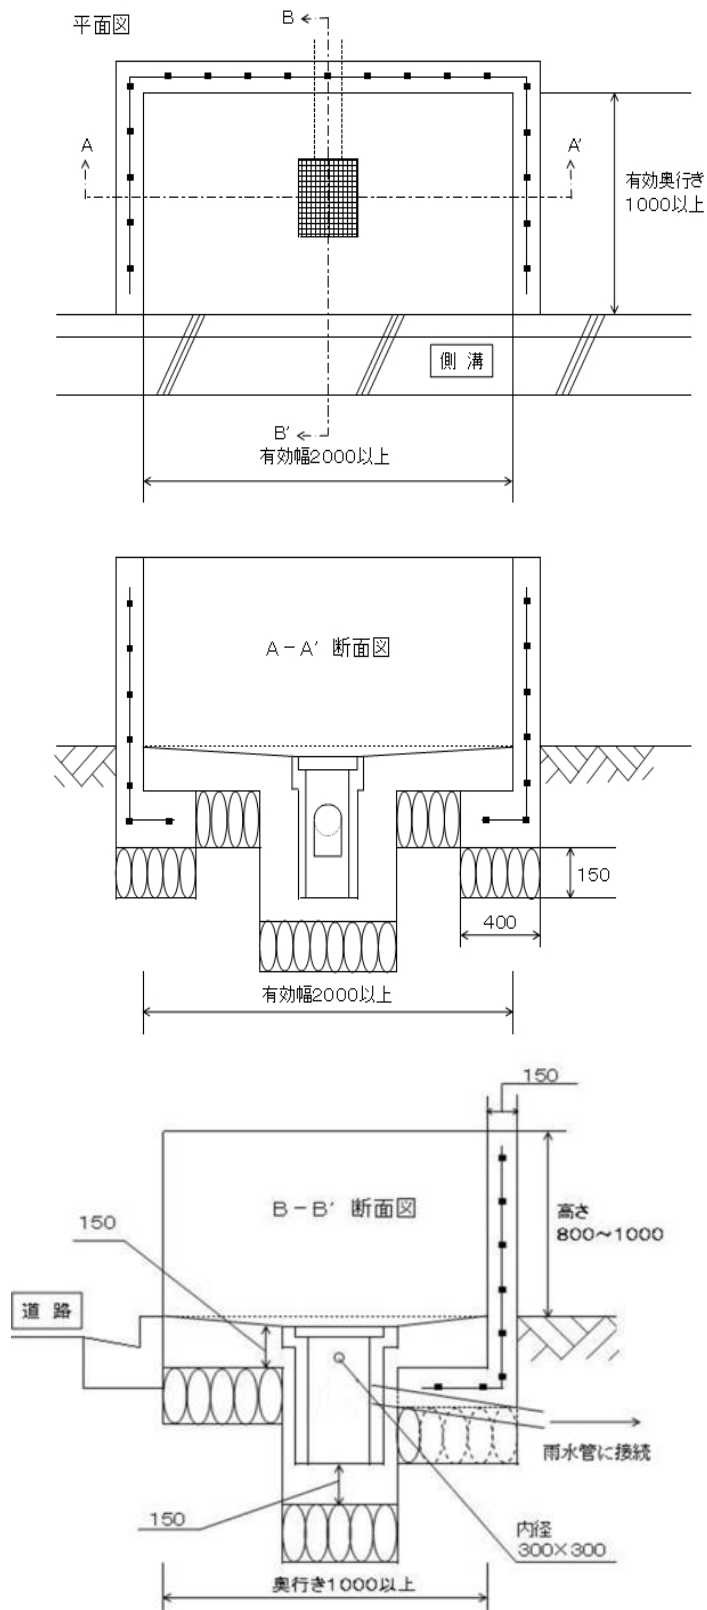 平面図
B
A
A'
有効奥行き
1000以上
側 溝
B'
有効幅2000以上
A-A' 断面図
150
400
有効幅2000以上
150
B-B' 断面図
150
高さ
800～1000
道 路
雨水管に接続
150
内径
300×300
奥行き1000以上